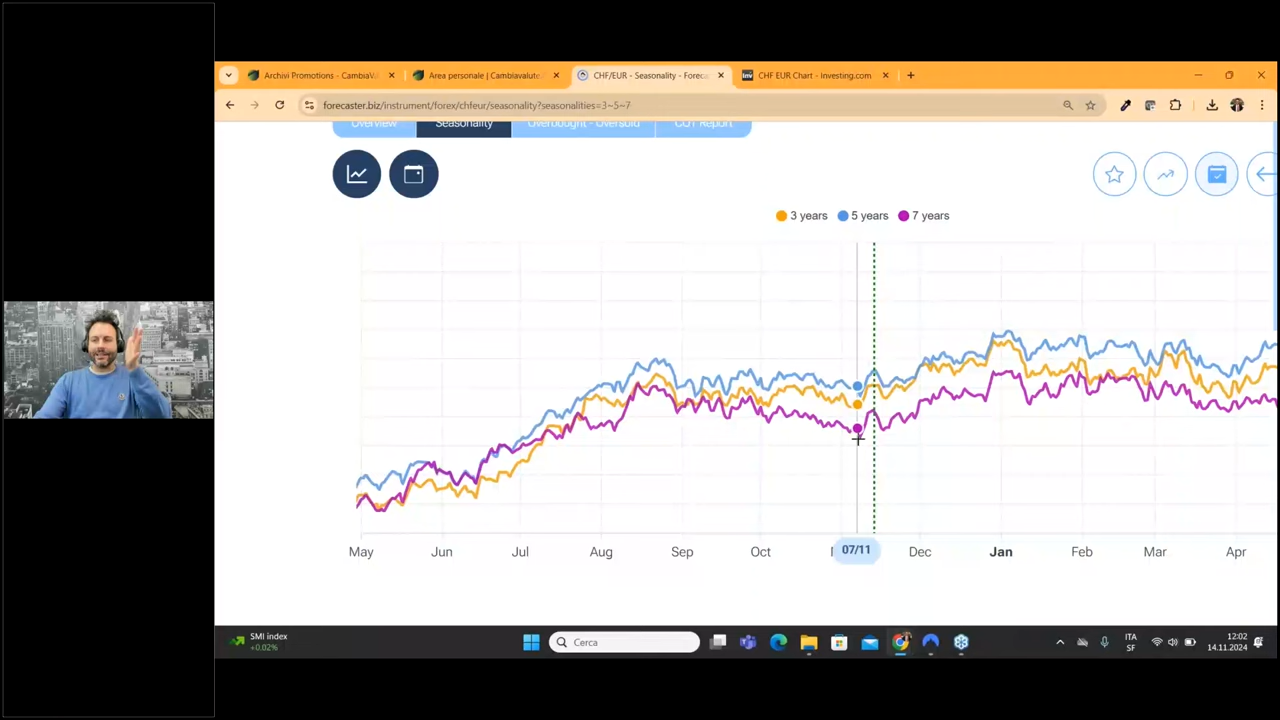 Archivi Promotions - CambiaVa
Area personale | Cambiavalute.
CHF/EUR - Seasonality - Foreca
CHF EUR Chart - Investing.com
forecaster.biz/instrument/forex/chfeur/seasonality?seasonalities=3~5~7
Overview
Seasonality
Overbought - Oversold
COT Report
3 years
5 years
7 years
May
Jun
Jul
Aug
Sep
Oct
07/11
Dec
Jan
Feb
Mar
Apr
SMI index
+0.02%
Cerca
ITA
SF
12:02
14.11.2024